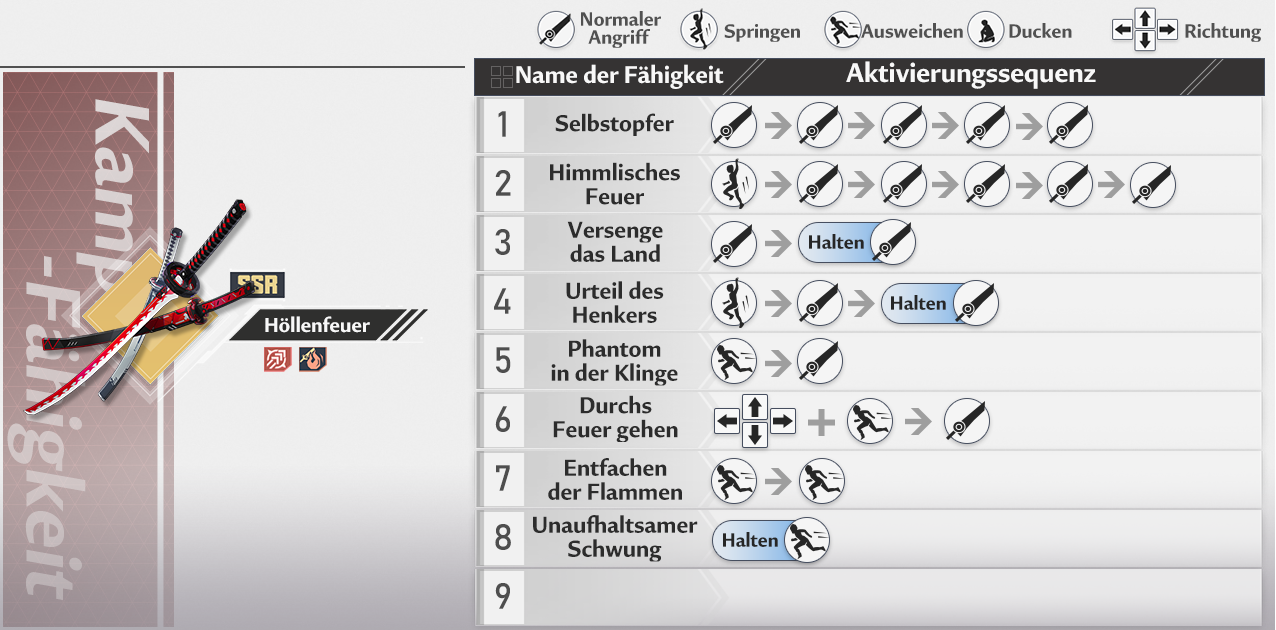 Normaler
Angriff
Springen
Ausweichen
Ducken
Richtung
Kampf
-Fähigkeit
SSR
Höllenfeuer
Name der Fähigkeit
Aktivierungssequenz
1
Selbstopfer
2
Himmlisches
Feuer
3
Versenge
das Land
Halten
4
Urteil des
Henkers
Halten
5
Phantom
in der Klinge
6
Durchs
Feuer gehen
7
Entfachen
der Flammen
8
Unaufhaltsamer
Schwung
Halten
9